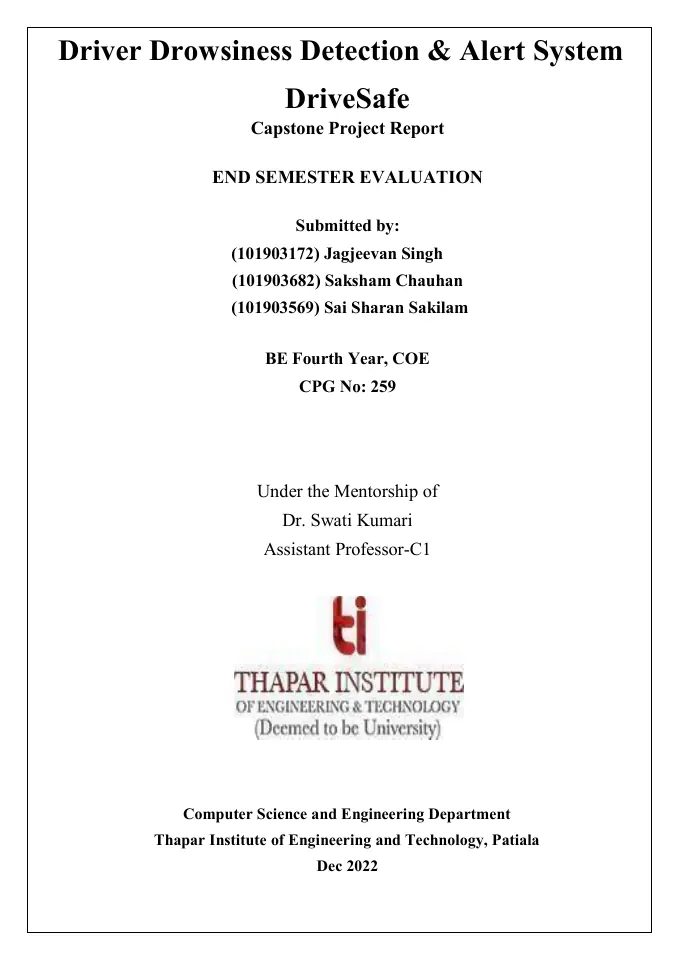 Driver Drowsiness Detection & Alert System
DriveSafe
Capstone Project Report
END SEMESTER EVALUATION
Submitted by:
(101903172) Jagjeevan Singh
(101903682) Saksham Chauhan
(101903569) Sai Sharan Sakilam
BE Fourth Year, COE
CPG No: 259
Under the Mentorship of
Dr. Swati Kumari
Assistant Professor-C1
ti
THAPAR INSTITUTE
OF ENGINEERING & TECHNOLOGY
(Deemed to be University)
Computer Science and Engineering Department
Thapar Institute of Engineering and Technology, Patiala
Dec 2022